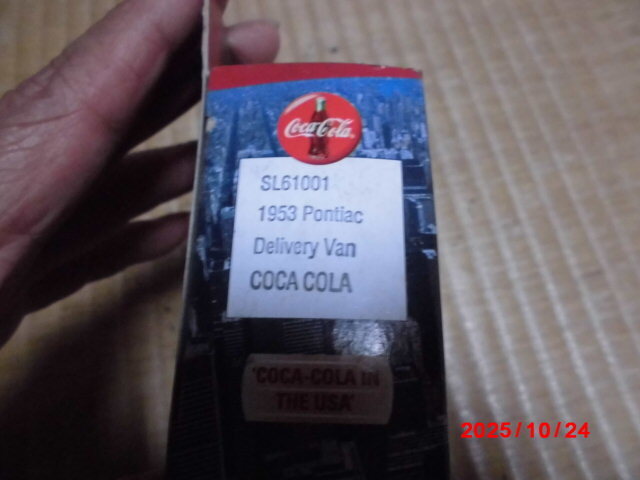 Coca-Cola
SL61001
1953 Pontiac
Delivery Van
COCA COLA
'COCA-COLA IN
THE USA'
2025/10/24